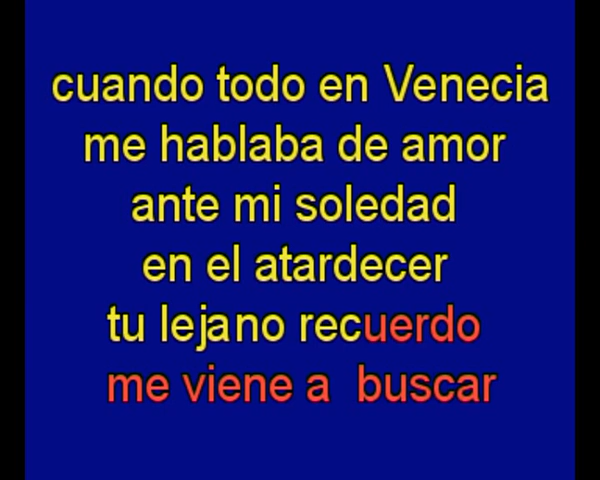 cuando todo en Venecia
me hablaba de amor
ante mi soledad
en el atardecer
tu lejano recuerdo
me viene a buscar